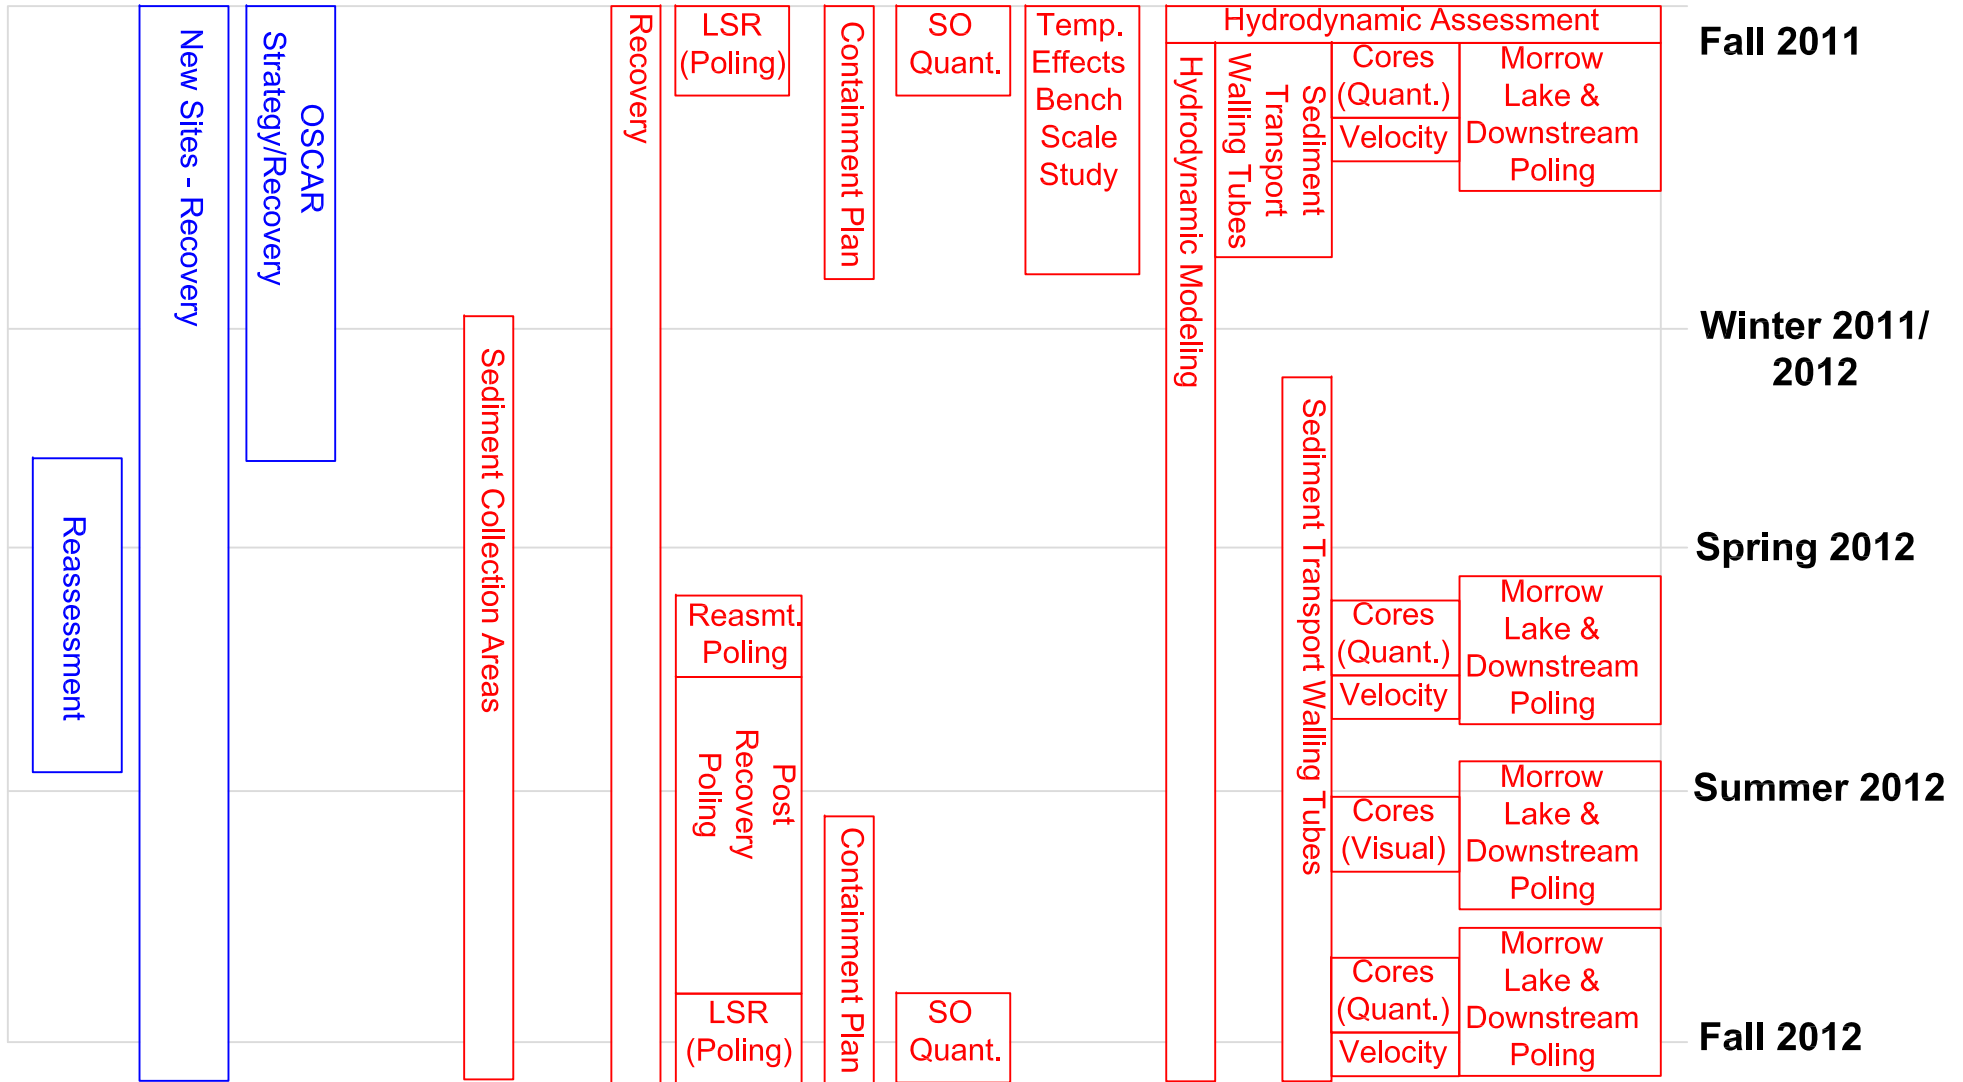 New Sites - Recovery
OSCAR
Strategy/Recovery
Recovery
LSR
(Poling)
Containment Plan
SO
Quant.
Temp.
Effects
Bench
Scale
Study
Hydrodynamic Assessment
Hydrodynamic Modeling
Sediment
Transport
Walling Tubes
Cores
(Quant.)
Velocity
Morrow
Lake &
Downstream
Poling
Fall 2011
Winter 2011/
2012
Reassessment
Sediment Collection Areas
Sediment Transport Walling Tubes
Spring 2012
Reasmt.
Poling
Cores
(Quant.)
Velocity
Morrow
Lake &
Downstream
Poling
Post
Recovery
Poling
Cores
(Visual)
Morrow
Lake &
Downstream
Poling
Summer 2012
Containment Plan
LSR
(Poling)
SO
Quant.
Cores
(Quant.)
Velocity
Morrow
Lake &
Downstream
Poling
Fall 2012